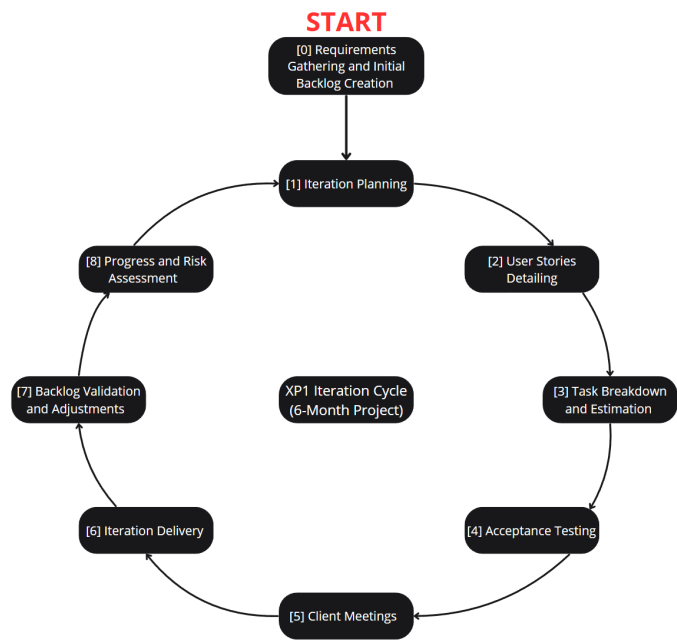 START
[0] Requirements
Gathering and Initial
Backlog Creation
[1] Iteration Planning
[8] Progress and Risk
Assessment
[2] User Stories
Detailing
[7] Backlog Validation
and Adjustments
XP1 Iteration Cycle
(6-Month Project)
[3] Task Breakdown
and Estimation
[6] Iteration Delivery
[4] Acceptance Testing
[5] Client Meetings